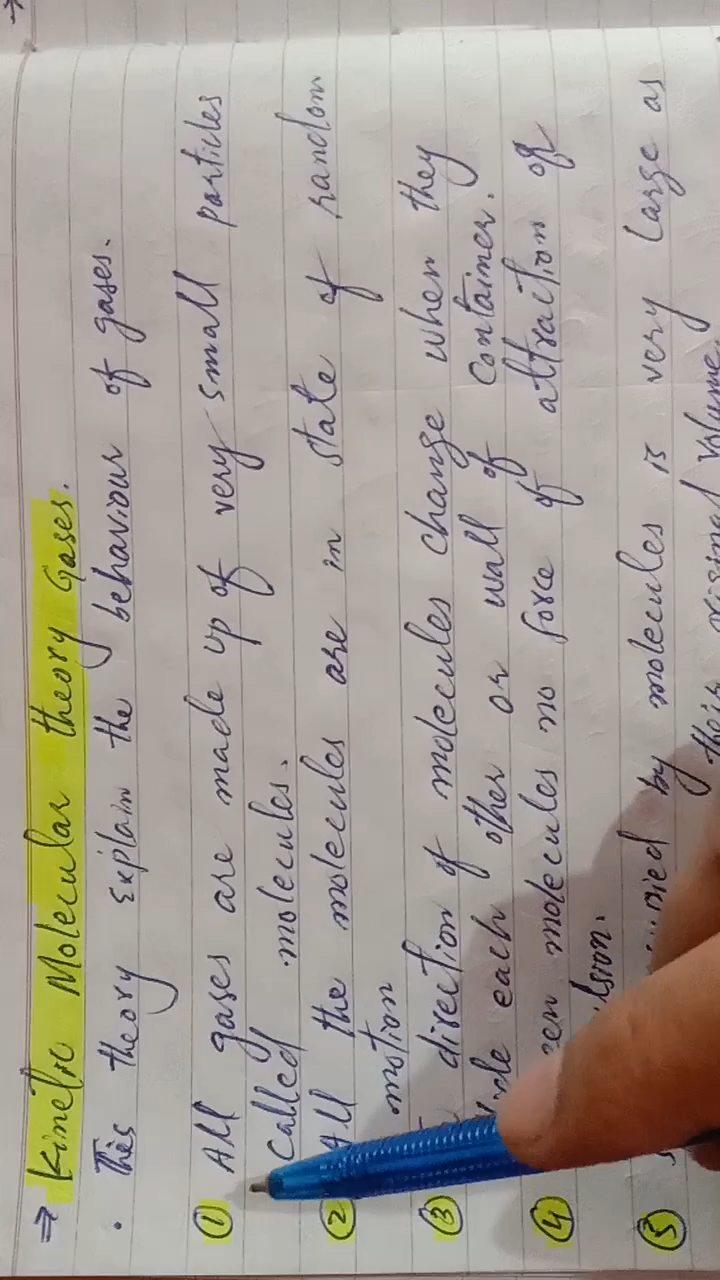 ⇒ Kinetic Molecular theory Gases.
• This theory explain the behaviour of gases.
① All gases are made up of very small particles
called molecules.
② All the molecules are in state of random
motion
③ direction of molecules change when they
each other or wall of container.
④ molecules no force of attraction or
⑤ by molecules is very large as
their volume